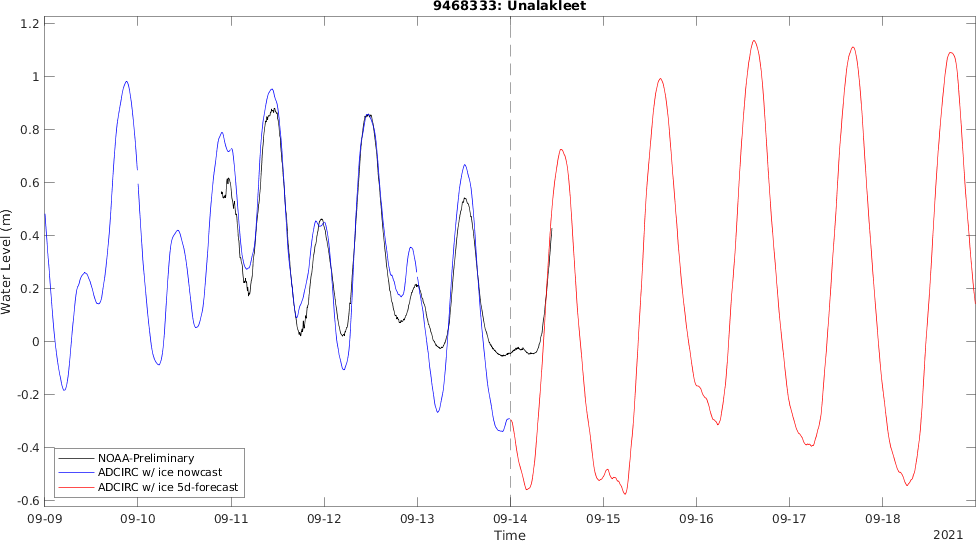 9468333: Unalakleet
1.2
1
0.8
0.6
0.4
0.2
0
-0.2
-0.4
-0.6
Water Level (m)
NOAA-Preliminary
ADCIRC w/ ice nowcast
ADCIRC w/ ice 5d-forecast
09-09 09-10 09-11 09-12 09-13 09-14 09-15 09-16 09-17 09-18
Time
2021